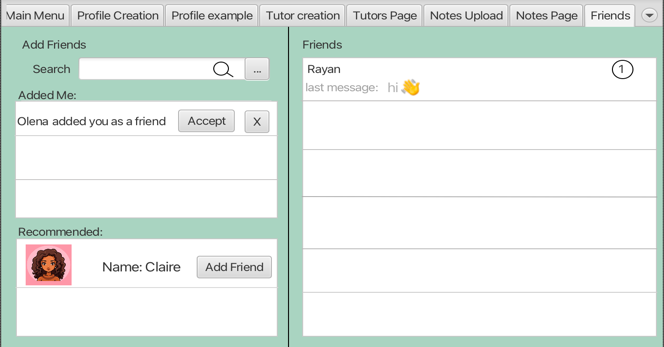 Main Menu Profile Creation Profile example Tutor creation Tutors Page Notes Upload Notes Page Friends
Add Friends
Search ...
Added Me:
Olena added you as a friend Accept X
Recommended:
Name: Claire Add Friend
Friends
Rayan 1
last message: hi 👋